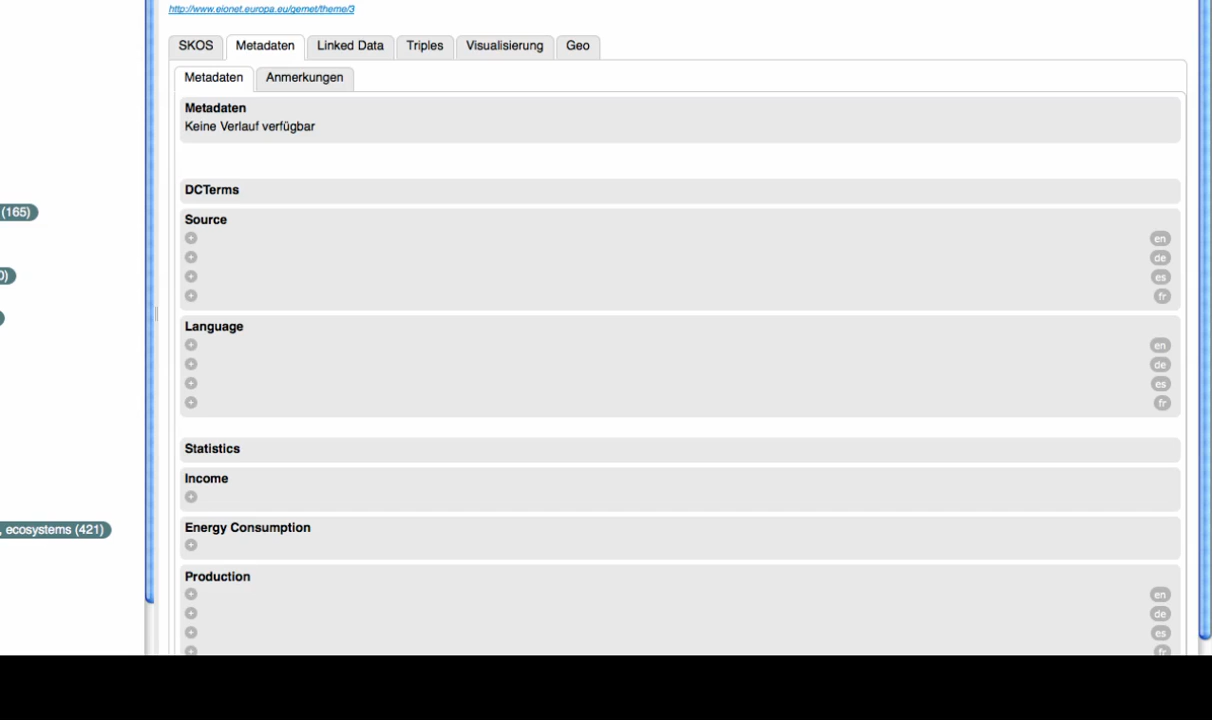 http://www.eionet.europa.eu/gemet/theme/3
SKOS Metadaten Linked Data Triples Visualisierung Geo
Metadaten Anmerkungen
Metadaten
Keine Verlauf verfügbar
DCTerms
(165)
Source
en
de
0)
es
fr
Language
en
de
es
fr
Statistics
Income
Energy Consumption
, ecosystems (421)
Production
en
de
es
fr